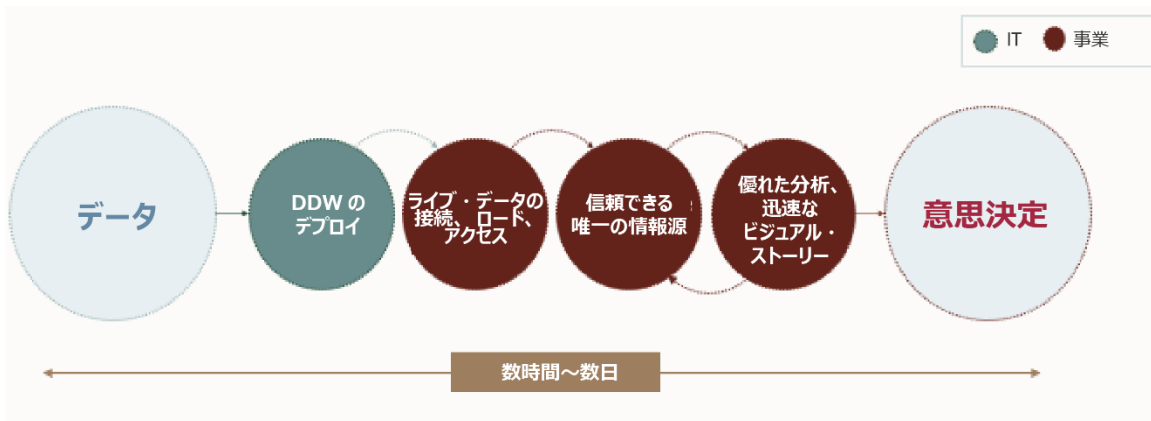 IT
事業
データ
DDW の
デプロイ
ライブ・データの
接続、ロード、
アクセス
信頼できる
唯一の情報源
優れた分析、
迅速な
ビジュアル・
ストーリー
意思決定
数時間～数日